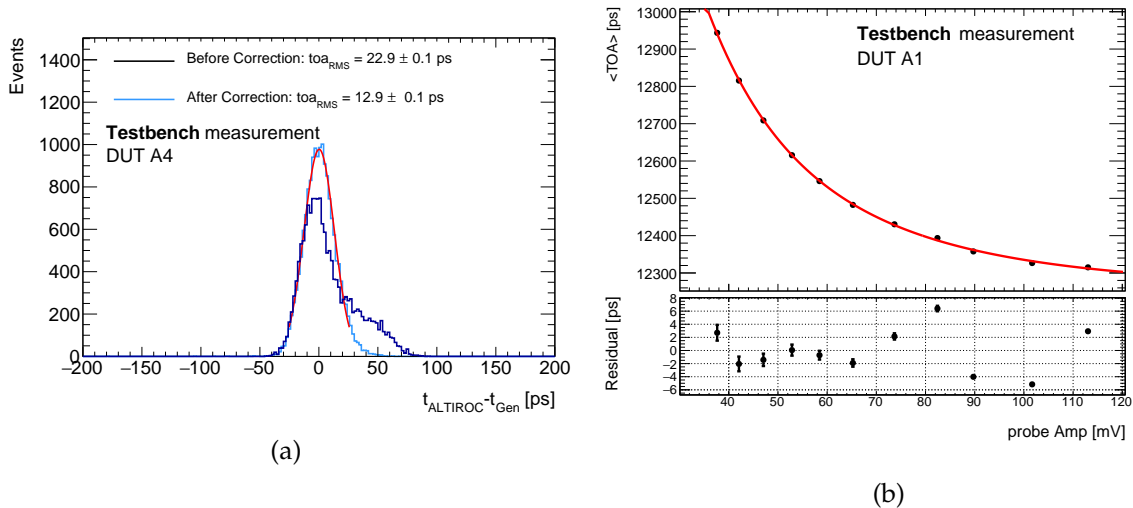 Events
1400
1200
1000
800
600
400
200
0
Before Correction: toa_RMS = 22.9 ± 0.1 ps
After Correction: toa_RMS = 12.9 ± 0.1 ps
Testbench measurement
DUT A4
−200 −150 −100 −50 0 50 100 150 200
t_ALTIROC-t_Gen [ps]
(a)
<TOA> [ps]
13000
12900
12800
12700
12600
12500
12400
12300
Testbench measurement
DUT A1
Residual [ps]
8
6
4
2
0
−2
−4
−6
40 50 60 70 80 90 100 110 120
probe Amp [mV]
(b)